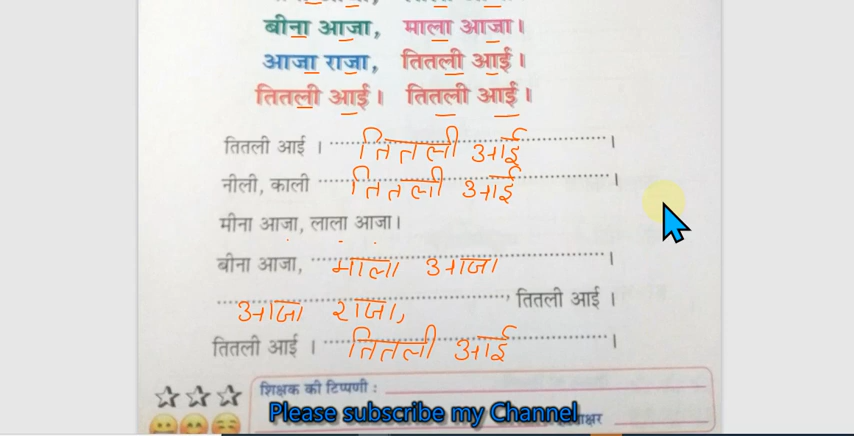 बीना आजा, माला आजा।
आजा राजा, तितली आई।
तितली आई। तितली आई।
तितली आई। तितली आई।
नीली, काली तितली आई।
मीना आजा, लाला आजा।
बीना आजा, माला आजा।
आजा राजा, तितली आई।
तितली आई। तितली आई।
शिक्षक की टिप्पणी :
Please subscribe my Channel